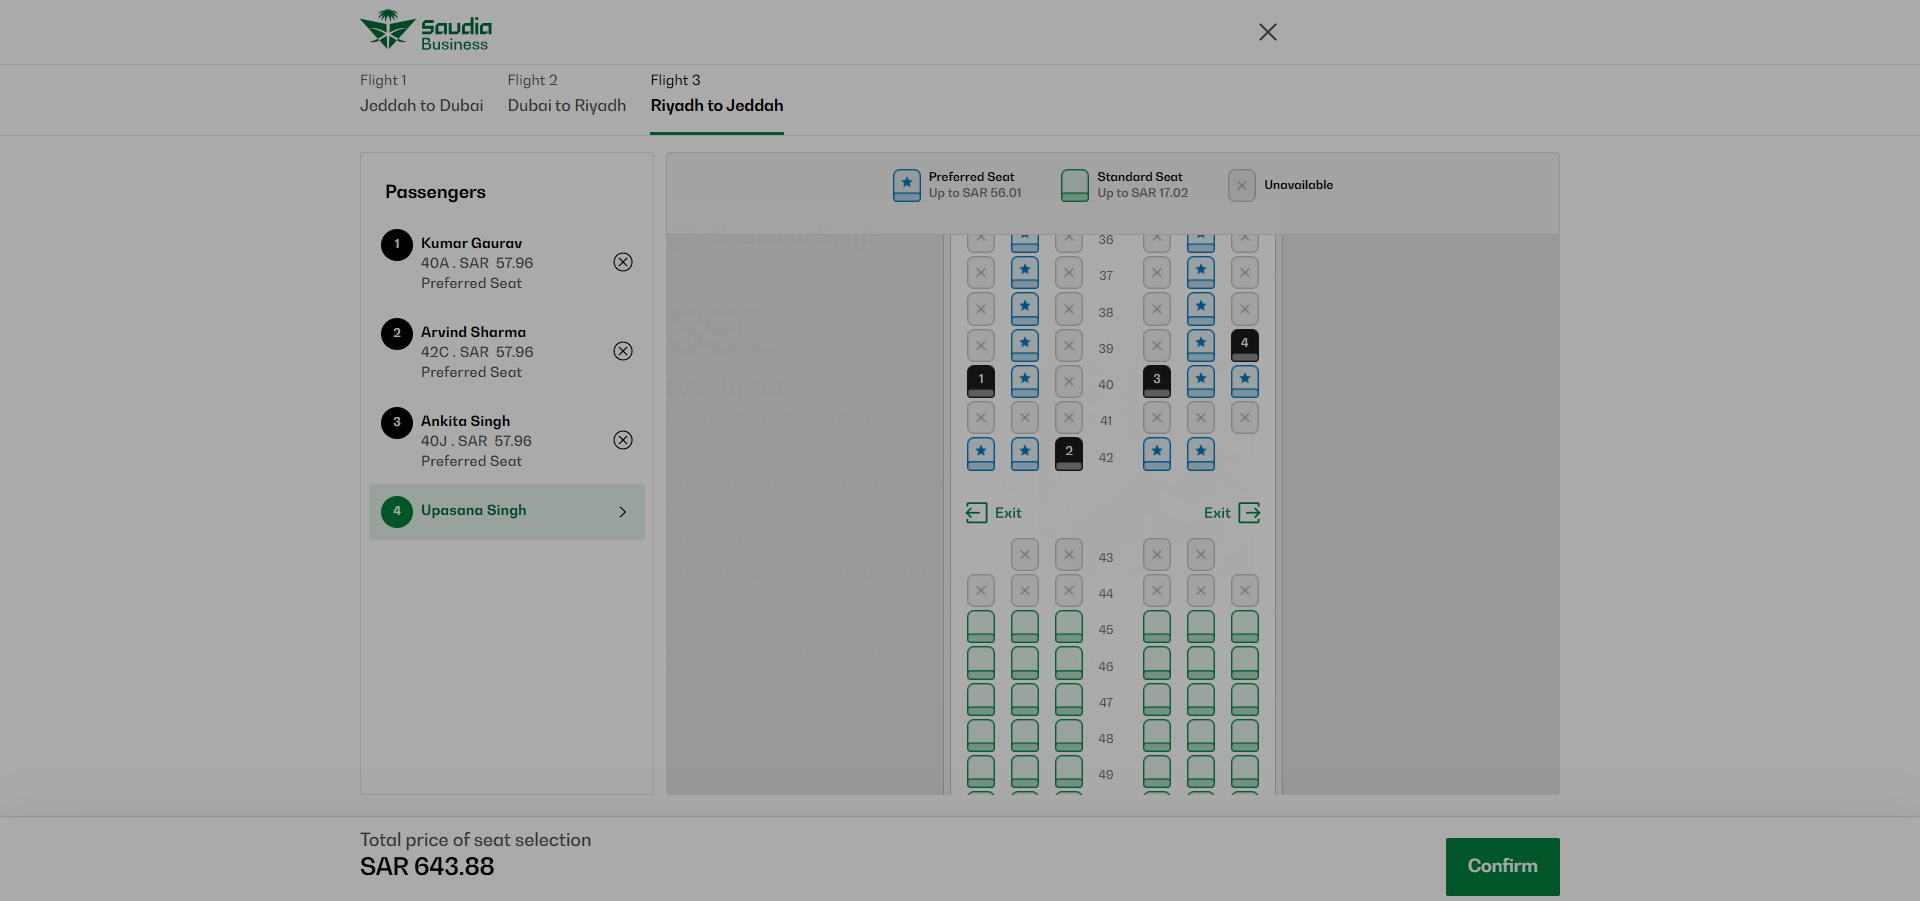 Saudia
Business
Flight 1
Jeddah to Dubai
Flight 2
Dubai to Riyadh
Flight 3
Riyadh to Jeddah
Passengers
1
Kumar Gaurav
40A . SAR 57.96
Preferred Seat
2
Arvind Sharma
42C . SAR 57.96
Preferred Seat
3
Ankita Singh
40J . SAR 57.96
Preferred Seat
4
Upasana Singh
Preferred Seat
Up to SAR 56.01
Standard Seat
Up to SAR 17.02
Unavailable
Upasana Singh
39L
36
37
38
39 4
1 40 3
41
2 42
Exit Exit
43
44
45
46
47
48
49
Total price of seat selection
SAR 643.88
Confirm